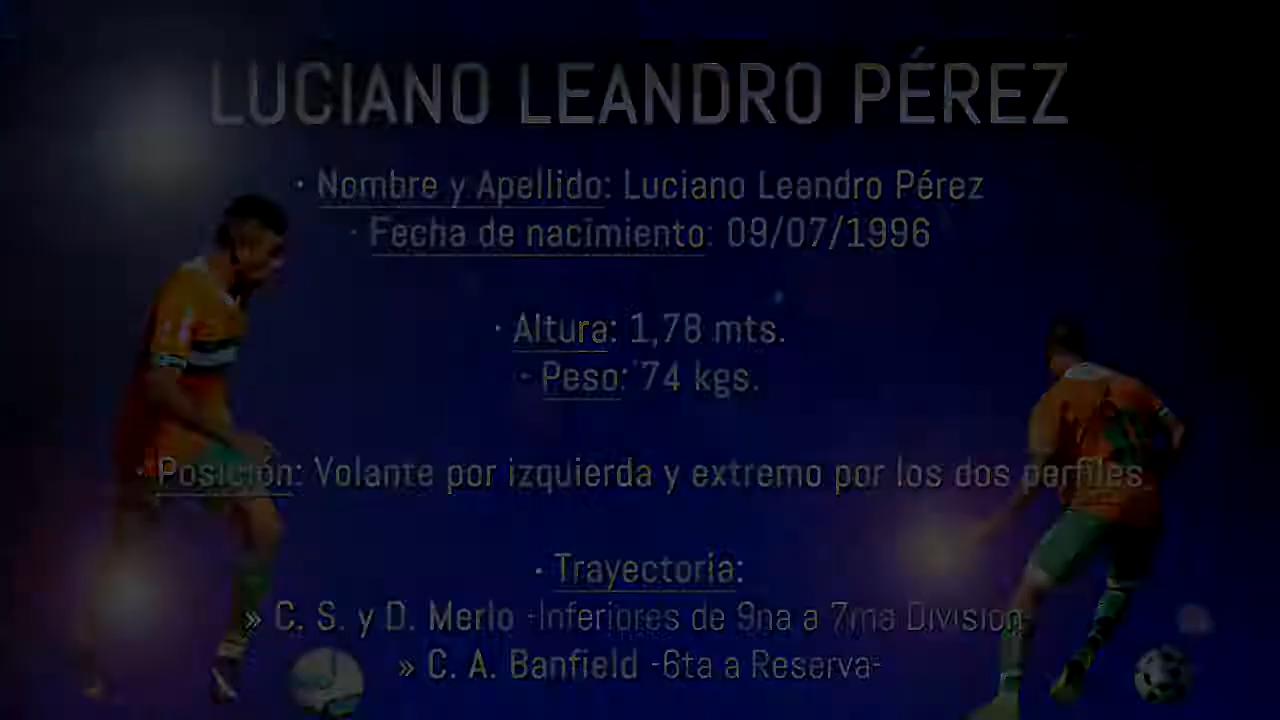 LUCIANO LEANDRO PÉREZ
· Nombre y Apellido: Luciano Leandro Pérez
· Fecha de nacimiento: 09/07/1996
· Altura: 1,78 mts.
· Peso: 74 kgs.
· Posición: Volante por izquierda y extremo por los dos perfiles
· Trayectoria:
» C. S. y D. Merlo -Inferiores de 9na a 7ma División-
» C. A. Banfield -6ta a Reserva-